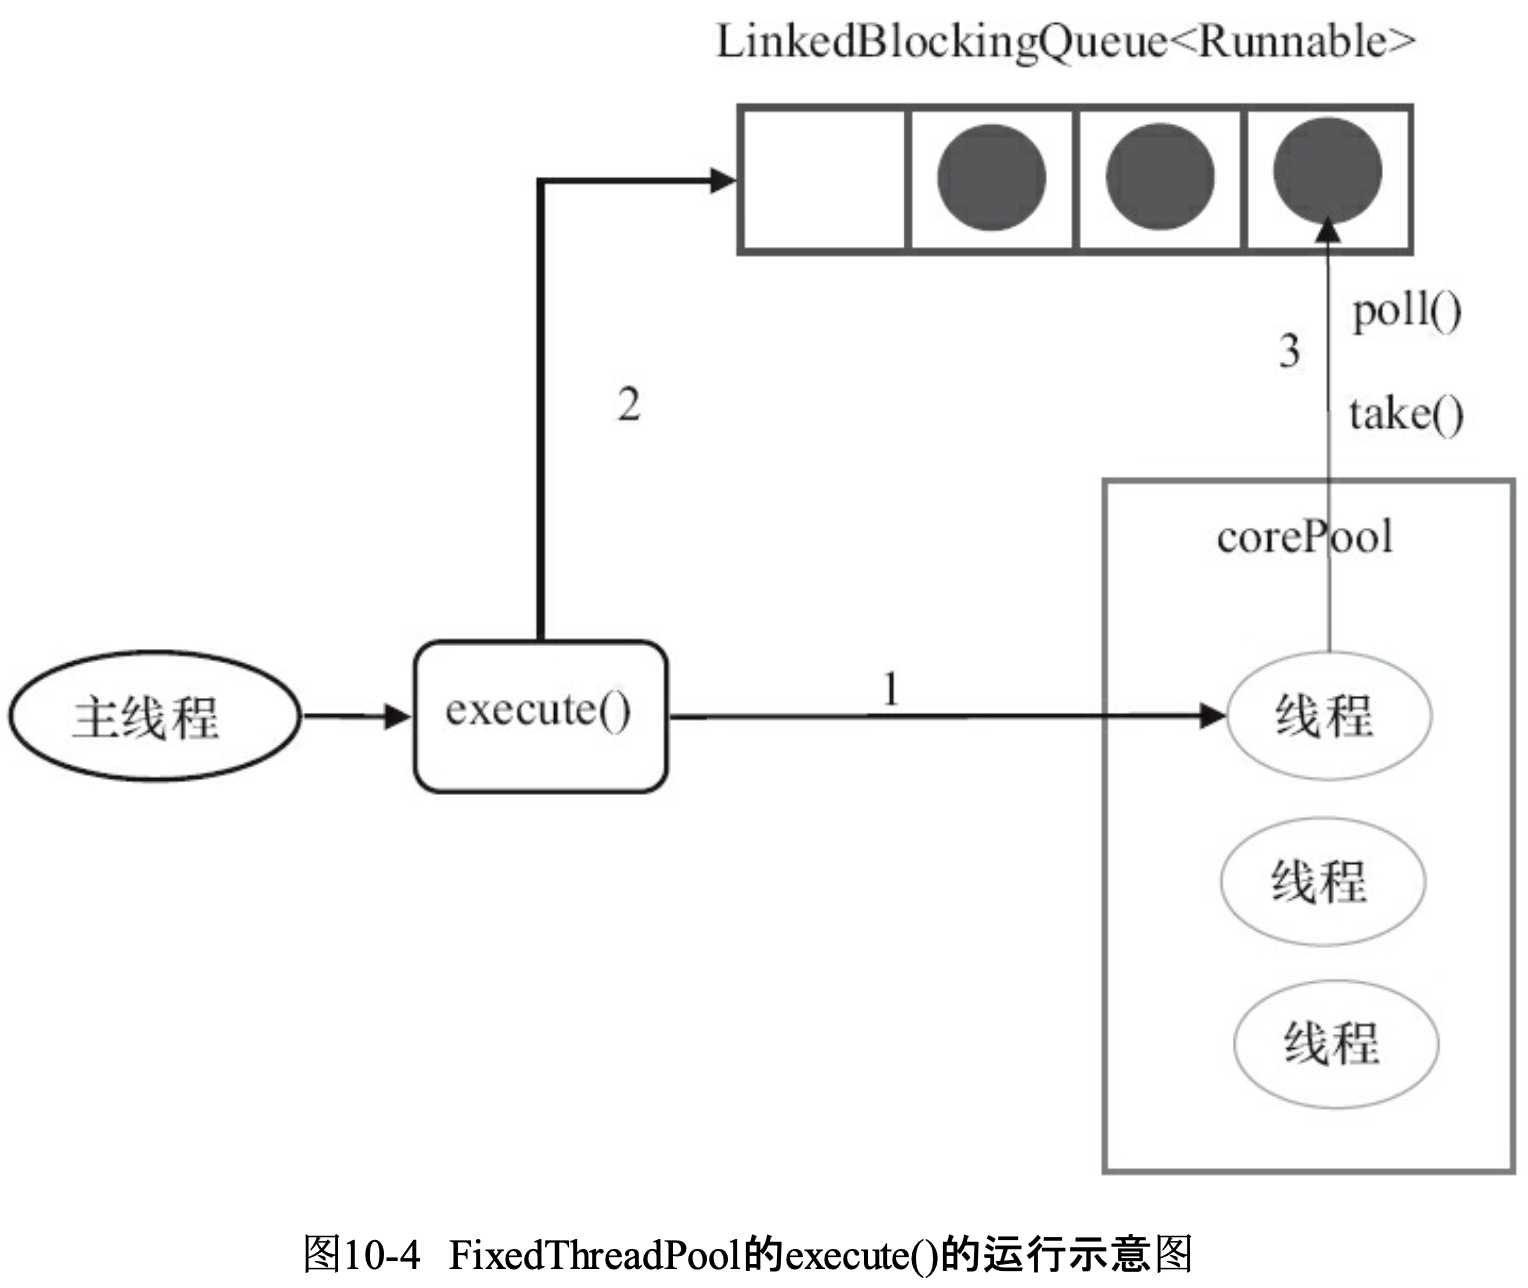 LinkedBlockingQueue<Runnable>
poll()
3
take()
2
corePool
主线程
execute()
1
线程
线程
线程
图10-4 FixedThreadPool的execute()的运行示意图